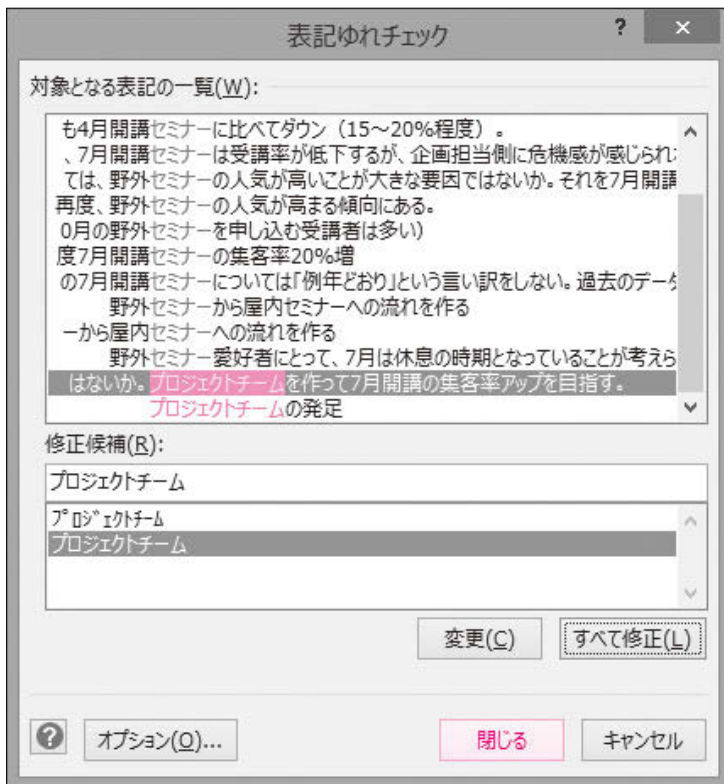 表記ゆれチェック
? ×
対象となる表記の一覧(W):
も4月開講セミナーに比べてダウン（15～20%程度）。
、7月開講セミナーは受講率が低下するが、企画担当側に危機感が感じられ
ては、野外セミナーの人気が高いことが大きな要因ではないか。それを7月開講
再度、野外セミナーの人気が高まる傾向にある。
0月の野外セミナーを申し込む受講者は多い)
度7月開講セミナーの集客率20%増
の7月開講セミナーについては「例年どおり」という言い訳をしない。過去のデー
野外セミナーから屋内セミナーへの流れを作る
ーから屋内セミナーへの流れを作る
野外セミナー愛好者にとって、7月は休息の時期となっていることが考えら
はないか。プロジェクトチームを作って7月開講の集客率アップを目指す。
プロジェクトチームの発足
修正候補(R):
プロジェクトチーム
ﾌﾟﾛｼﾞｪｸﾄﾁｰﾑ
プロジェクトチーム
変更(C) すべて修正(L)
? オプション(O)... 閉じる キャンセル